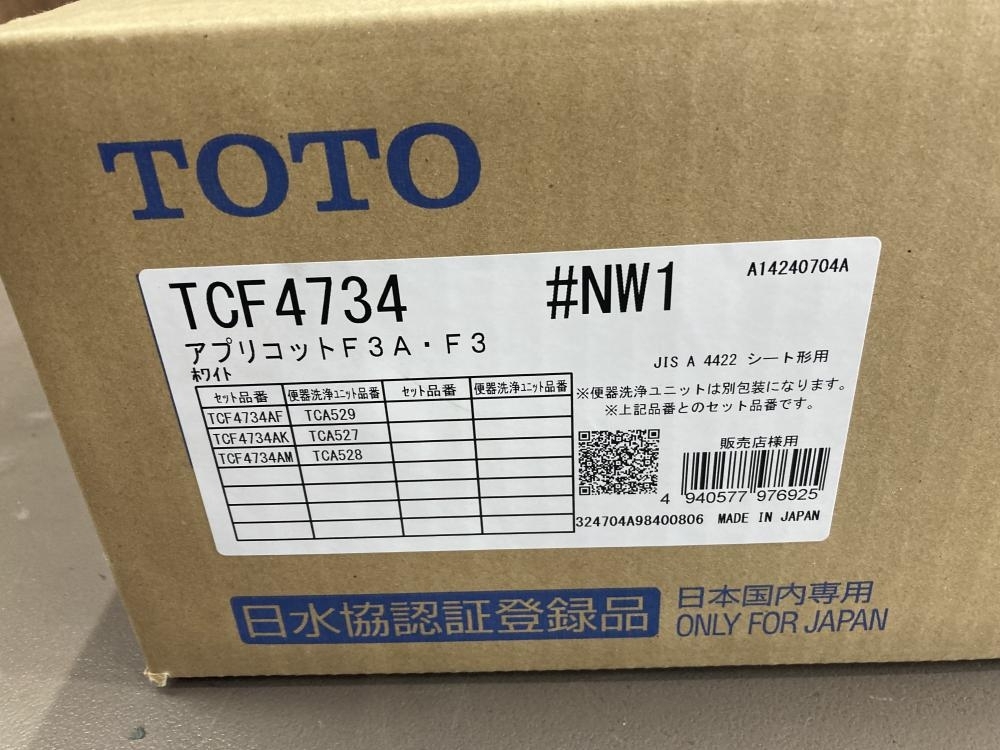 TOTO
TCF4734 #NW1 A14240704A
アプリコットF3A・F3
ホワイト
JIS A 4422 シート形用
セット品番 便器洗浄ユニット品番 セット品番 便器洗浄ユニット品番
TCF4734AF TCA529
TCF4734AK TCA527
TCF4734AM TCA528
※便器洗浄ユニットは別包装になります。
※上記品番とのセット品番です。
販売店様用
4 940577 976925
324704A98400806 MADE IN JAPAN
日水協認証登録品
日本国内専用
ONLY FOR JAPAN